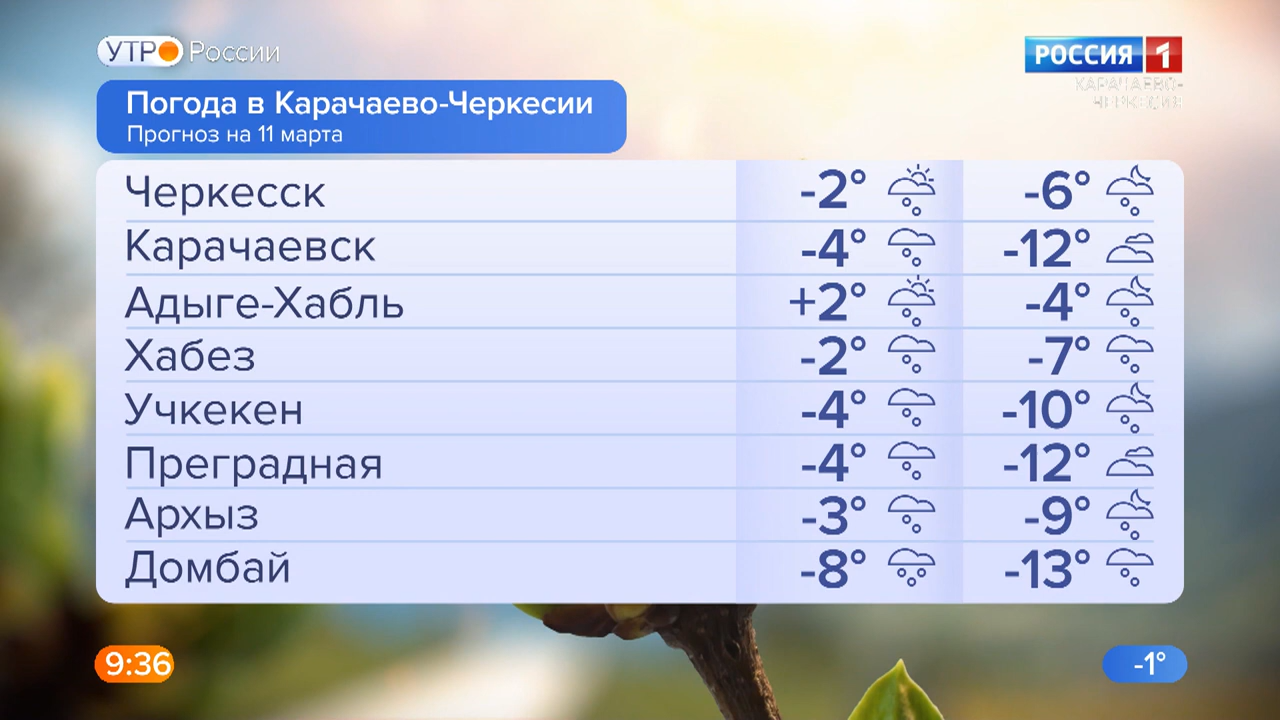 УТРО России
РОССИЯ 1
КАРАЧАЕВО-
ЧЕРКЕСИЯ
Погода в Карачаево-Черкесии
Прогноз на 11 марта
Черкесск -2° -6°
Карачаевск -4° -12°
Адыге-Хабль +2° -4°
Хабез -2° -7°
Учкекен -4° -10°
Преградная -4° -12°
Архыз -3° -9°
Домбай -8° -13°
9:36
-1°